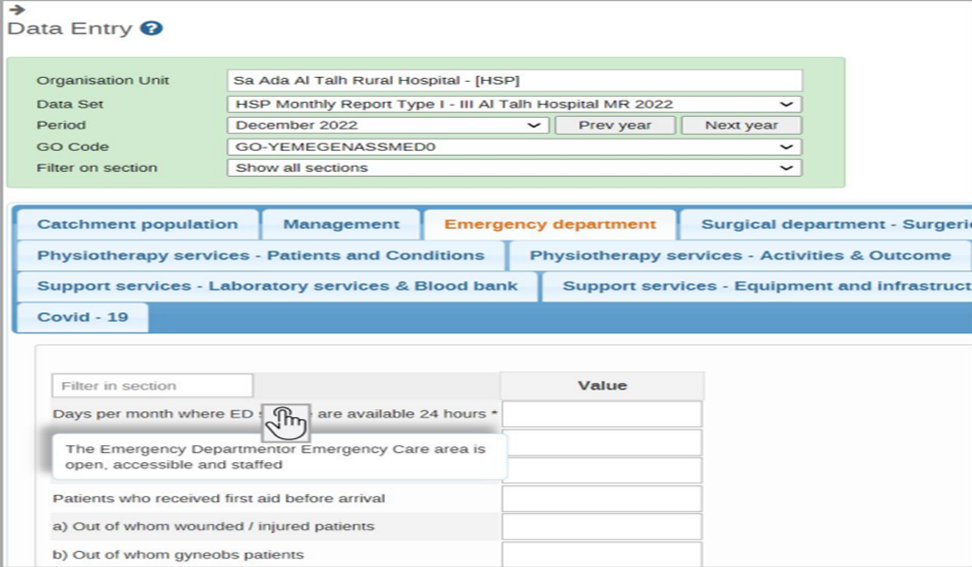 Data Entry ?
Organisation Unit Sa Ada Al Talh Rural Hospital - [HSP]
Data Set HSP Monthly Report Type I - III Al Talh Hospital MR 2022
Period December 2022 Prev year Next year
GO Code GO-YEMEGENASSMED0
Filter on section Show all sections
Catchment population Management Emergency department Surgical department - Surgeri
Physiotherapy services - Patients and Conditions Physiotherapy services - Activities & Outcome
Support services - Laboratory services & Blood bank Support services - Equipment and infrastruct
Covid - 19
Filter in section Value
Days per month where ED are available 24 hours *
The Emergency Departmentor Emergency Care area is
open, accessible and staffed
Patients who received first aid before arrival
a) Out of whom wounded / injured patients
b) Out of whom gyneobs patients